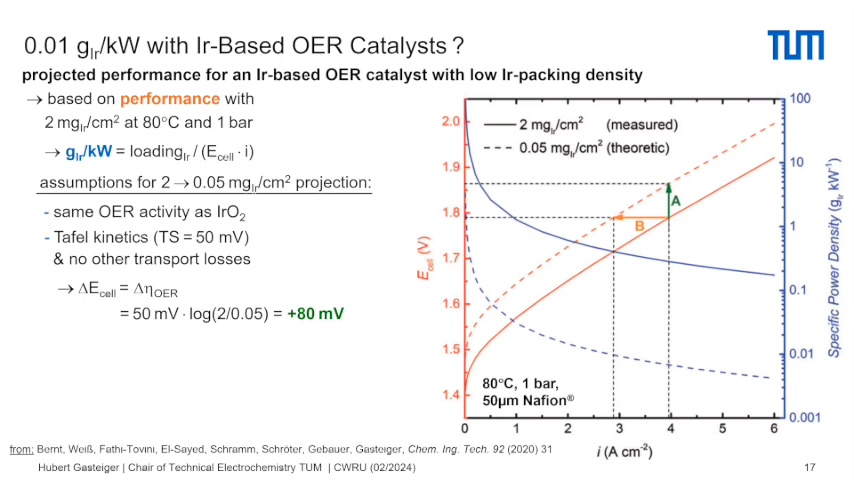 0.01 gIr/kW with Ir-Based OER Catalysts ?
TUM
projected performance for an Ir-based OER catalyst with low Ir-packing density
→ based on performance with
2 mgIr/cm² at 80°C and 1 bar
→ gIr/kW = loadingIr / (Ecell · i)
assumptions for 2 → 0.05 mgIr/cm² projection:
- same OER activity as IrO₂
- Tafel kinetics (TS = 50 mV)
& no other transport losses
→ ΔEcell = ΔηOER
= 50 mV · log(2/0.05) = +80 mV
2 mgIr/cm² (measured)
0.05 mgIr/cm² (theoretic)
A
B
80°C, 1 bar,
50µm Nafion®
Ecell (V)
2.0
1.9
1.8
1.7
1.6
1.5
1.4
0 1 2 3 4 5 6
i (A cm⁻²)
100
10
1
0.1
0.01
0.001
Specific Power Density (gIr kW⁻¹)
from: Bernt, Weiß, Fathi-Tovini, El-Sayed, Schramm, Schröter, Gebauer, Gasteiger, Chem. Ing. Tech. 92 (2020) 31
Hubert Gasteiger | Chair of Technical Electrochemistry TUM | CWRU (02/2024)
17